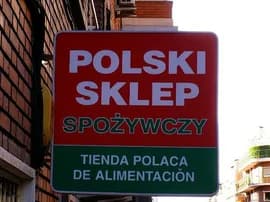 POLSKI
SKLEP
SPOŻYWCZY
TIENDA POLACA
DE ALIMENTACIÓN